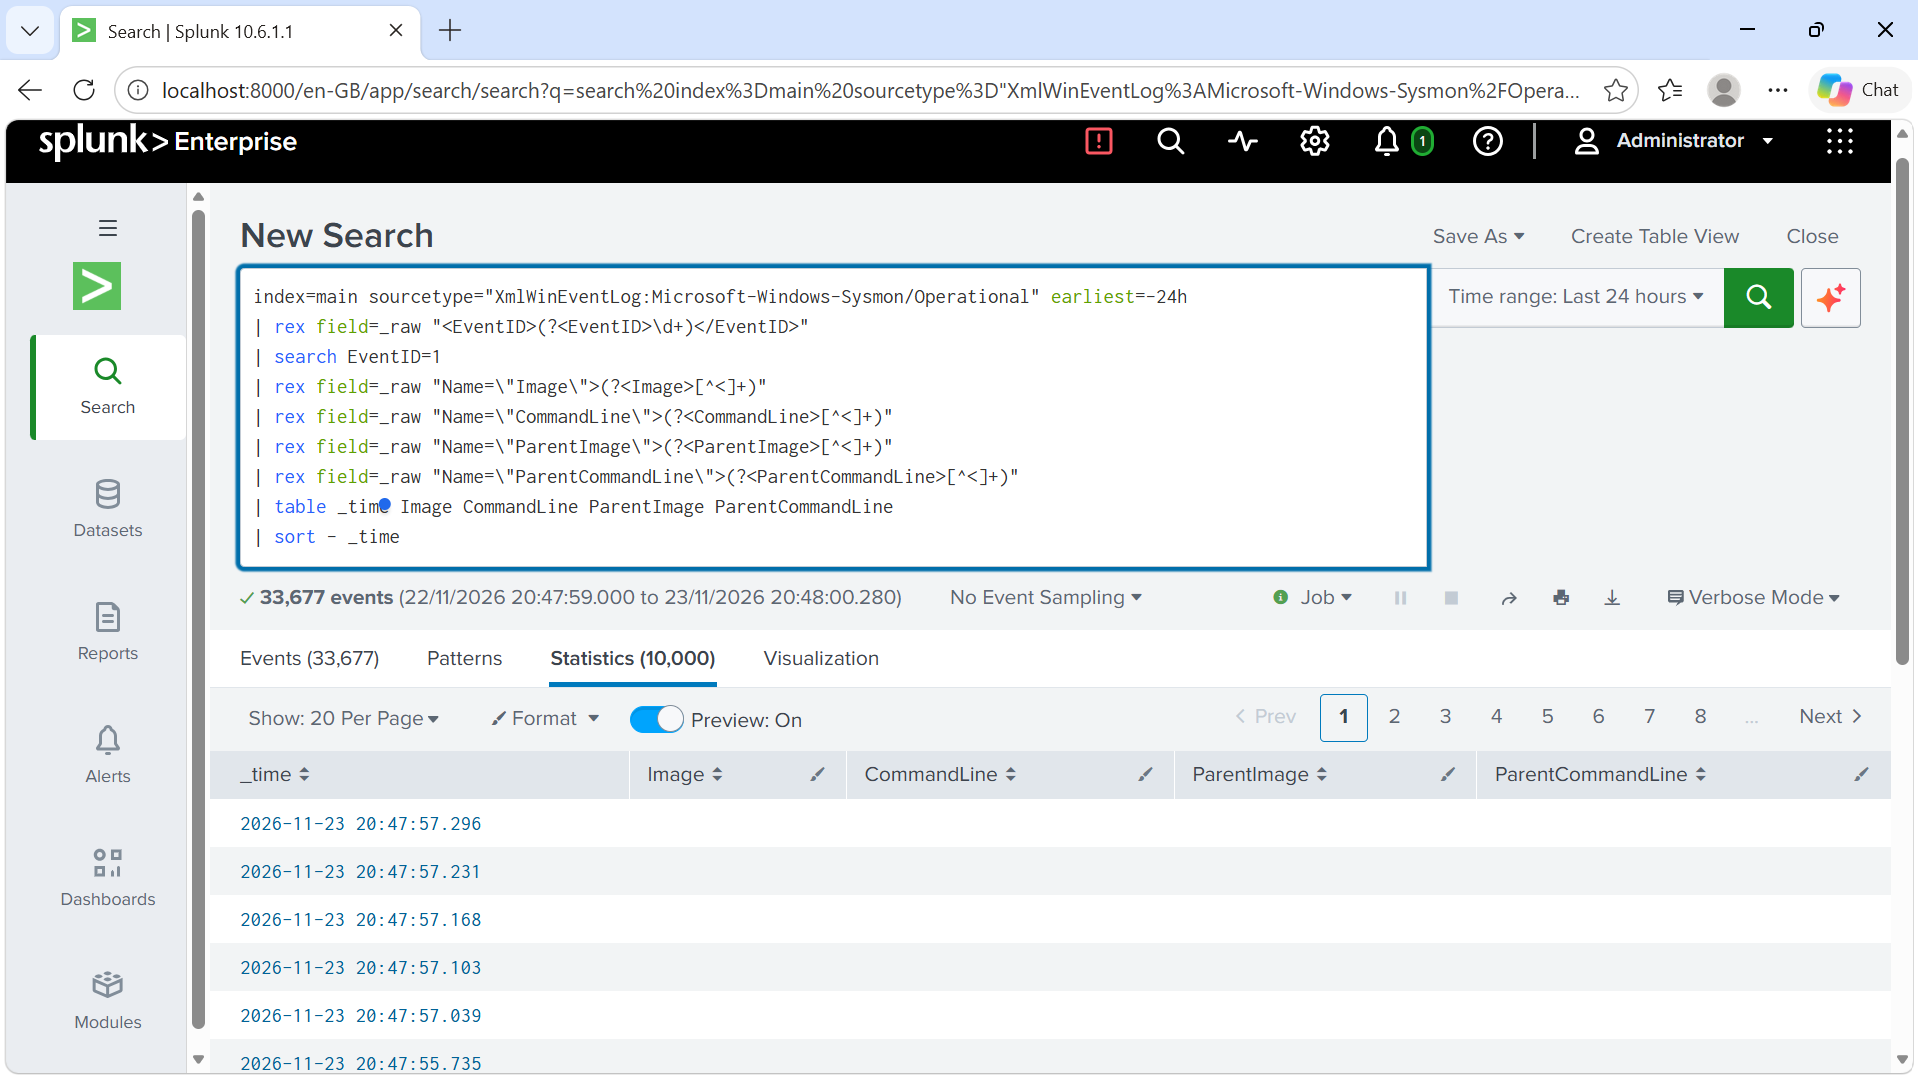 Search | Splunk 10.6.1.1
localhost:8000/en-GB/app/search/search?q=search%20index%3Dmain%20sourcetype%3D"XmlWinEventLog%3AMicrosoft-Windows-Sysmon%2FOpera...
Chat
splunk> Enterprise
1
Administrator
New Search
Save As
Create Table View
Close
index=main sourcetype="XmlWinEventLog:Microsoft-Windows-Sysmon/Operational" earliest=-24h
| rex field=_raw "<EventID>(?<EventID>\d+)</EventID>"
| search EventID=1
| rex field=_raw "Name=\"Image\">(?<Image>[^<]+)"
| rex field=_raw "Name=\"CommandLine\">(?<CommandLine>[^<]+)"
| rex field=_raw "Name=\"ParentImage\">(?<ParentImage>[^<]+)"
| rex field=_raw "Name=\"ParentCommandLine\">(?<ParentCommandLine>[^<]+)"
| table _time Image CommandLine ParentImage ParentCommandLine
| sort - _time
Time range: Last 24 hours
Search
Datasets
Reports
Alerts
Dashboards
Modules
33,677 events (22/11/2026 20:47:59.000 to 23/11/2026 20:48:00.280)
No Event Sampling
Job
Verbose Mode
Events (33,677)
Patterns
Statistics (10,000)
Visualization
Show: 20 Per Page
Format
Preview: On
< Prev
1
2
3
4
5
6
7
8
...
Next >
_time
Image
CommandLine
ParentImage
ParentCommandLine
2026-11-23 20:47:57.296
2026-11-23 20:47:57.231
2026-11-23 20:47:57.168
2026-11-23 20:47:57.103
2026-11-23 20:47:57.039
2026-11-23 20:47:55.735